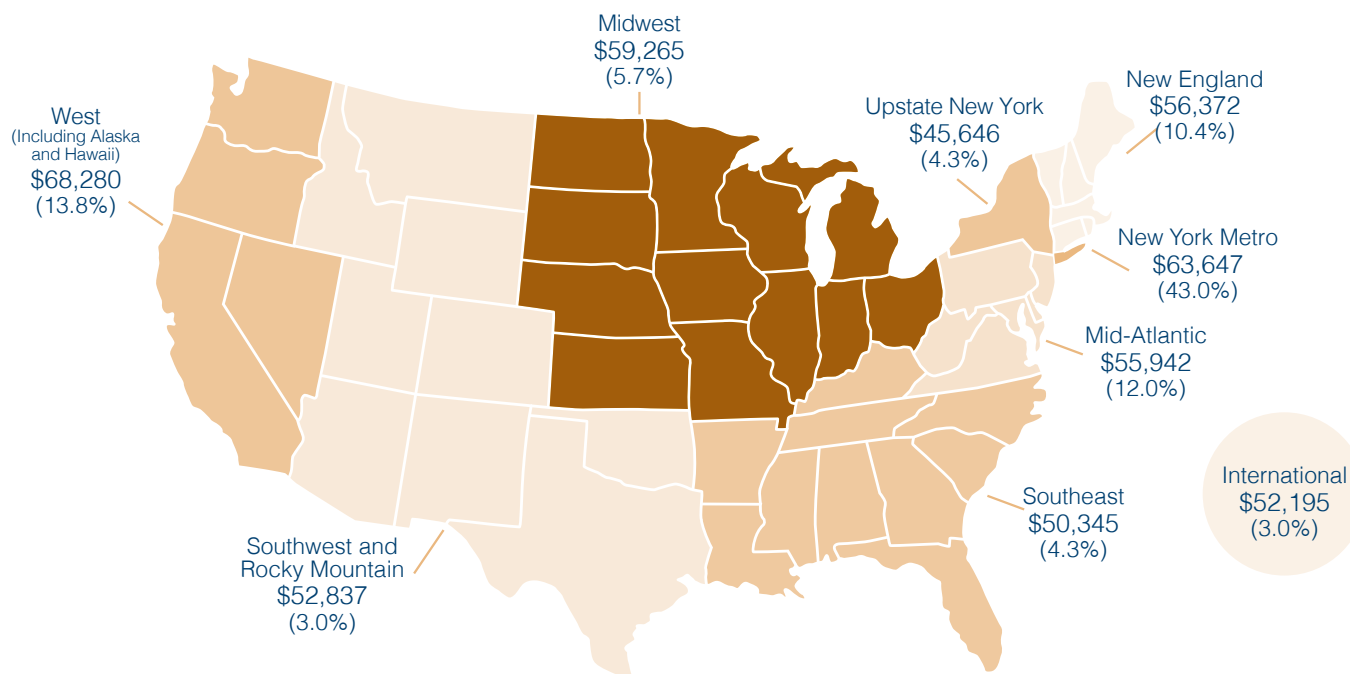 Midwest
$59,265
(5.7%)
New England
$56,372
(10.4%)
Upstate New York
$45,646
(4.3%)
West
(Including Alaska
and Hawaii)
$68,280
(13.8%)
New York Metro
$63,647
(43.0%)
Mid-Atlantic
$55,942
(12.0%)
International
$52,195
(3.0%)
Southeast
$50,345
(4.3%)
Southwest and
Rocky Mountain
$52,837
(3.0%)